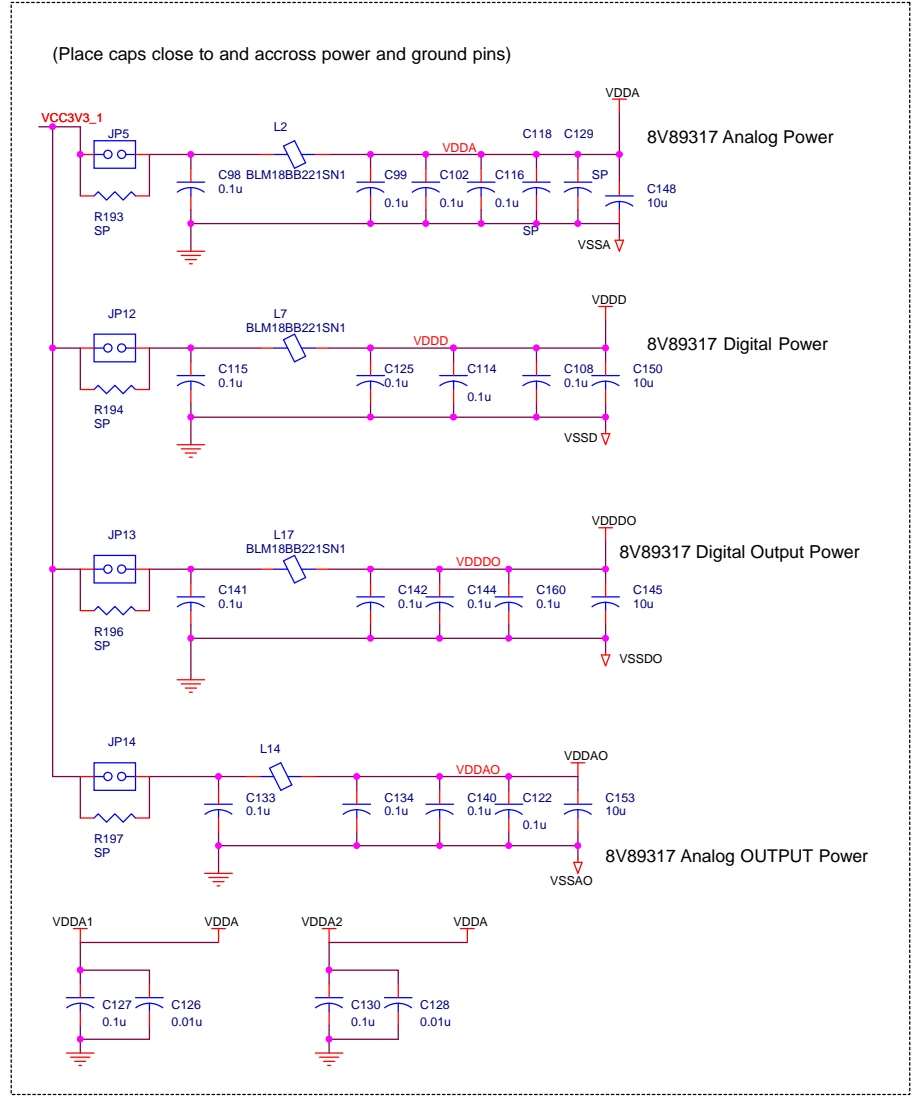 (Place caps close to and accross power and ground pins)
VDDA
VCC3V3_1
JP5
L2
C118
C129
8V89317 Analog Power
VDDA
C98
0.1u
BLM18BB221SN1
C99
0.1u
C102
0.1u
C116
0.1u
SP
SP
C148
10u
R193
SP
VSSA
VDDD
JP12
L7
BLM18BB221SN1
VDDD
8V89317 Digital Power
C115
0.1u
C125
0.1u
C114
0.1u
C108
0.1u
C150
10u
R194
SP
VSSD
VDDDO
JP13
L17
BLM18BB221SN1
VDDDO
8V89317 Digital Output Power
C141
0.1u
C142
0.1u
C144
0.1u
C160
0.1u
C145
10u
R196
SP
VSSDO
JP14
L14
VDDAO
VDDAO
C133
0.1u
C134
0.1u
C140
0.1u
C122
0.1u
C153
10u
R197
SP
8V89317 Analog OUTPUT Power
VSSAO
VDDA1
VDDA
VDDA2
VDDA
C127
0.1u
C126
0.01u
C130
0.1u
C128
0.01u